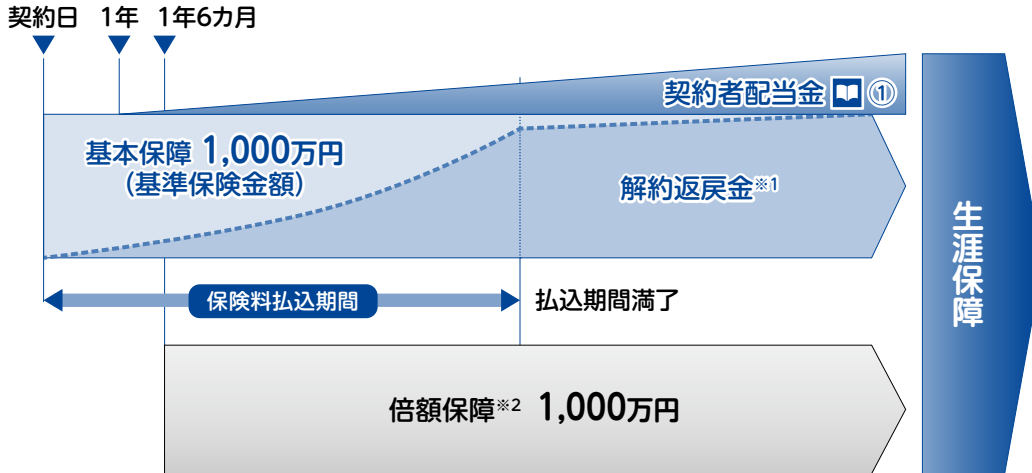 契約日 1年 1年6カ月
契約者配当金 ①
基本保障 1,000万円
(基準保険金額)
解約返戻金※1
生涯保障
保険料払込期間
払込期間満了
倍額保障※2 1,000万円